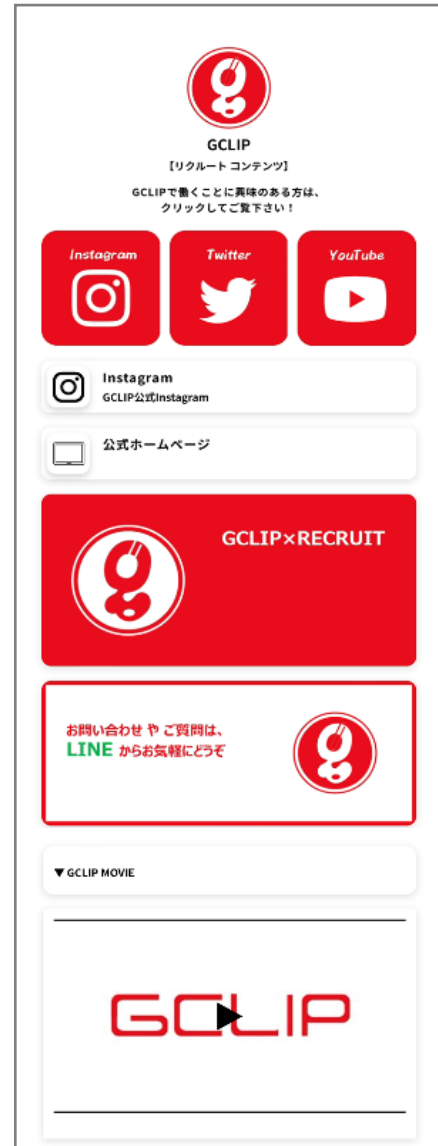 GCLIP
【リクルート コンテンツ】
GCLIPで働くことに興味のある方は、
クリックしてご覧下さい！
Instagram
Twitter
YouTube
Instagram
GCLIP公式Instagram
公式ホームページ
GCLIP×RECRUIT
お問い合わせ や ご質問は、
LINE からお気軽にどうぞ
▼ GCLIP MOVIE
GCLIP